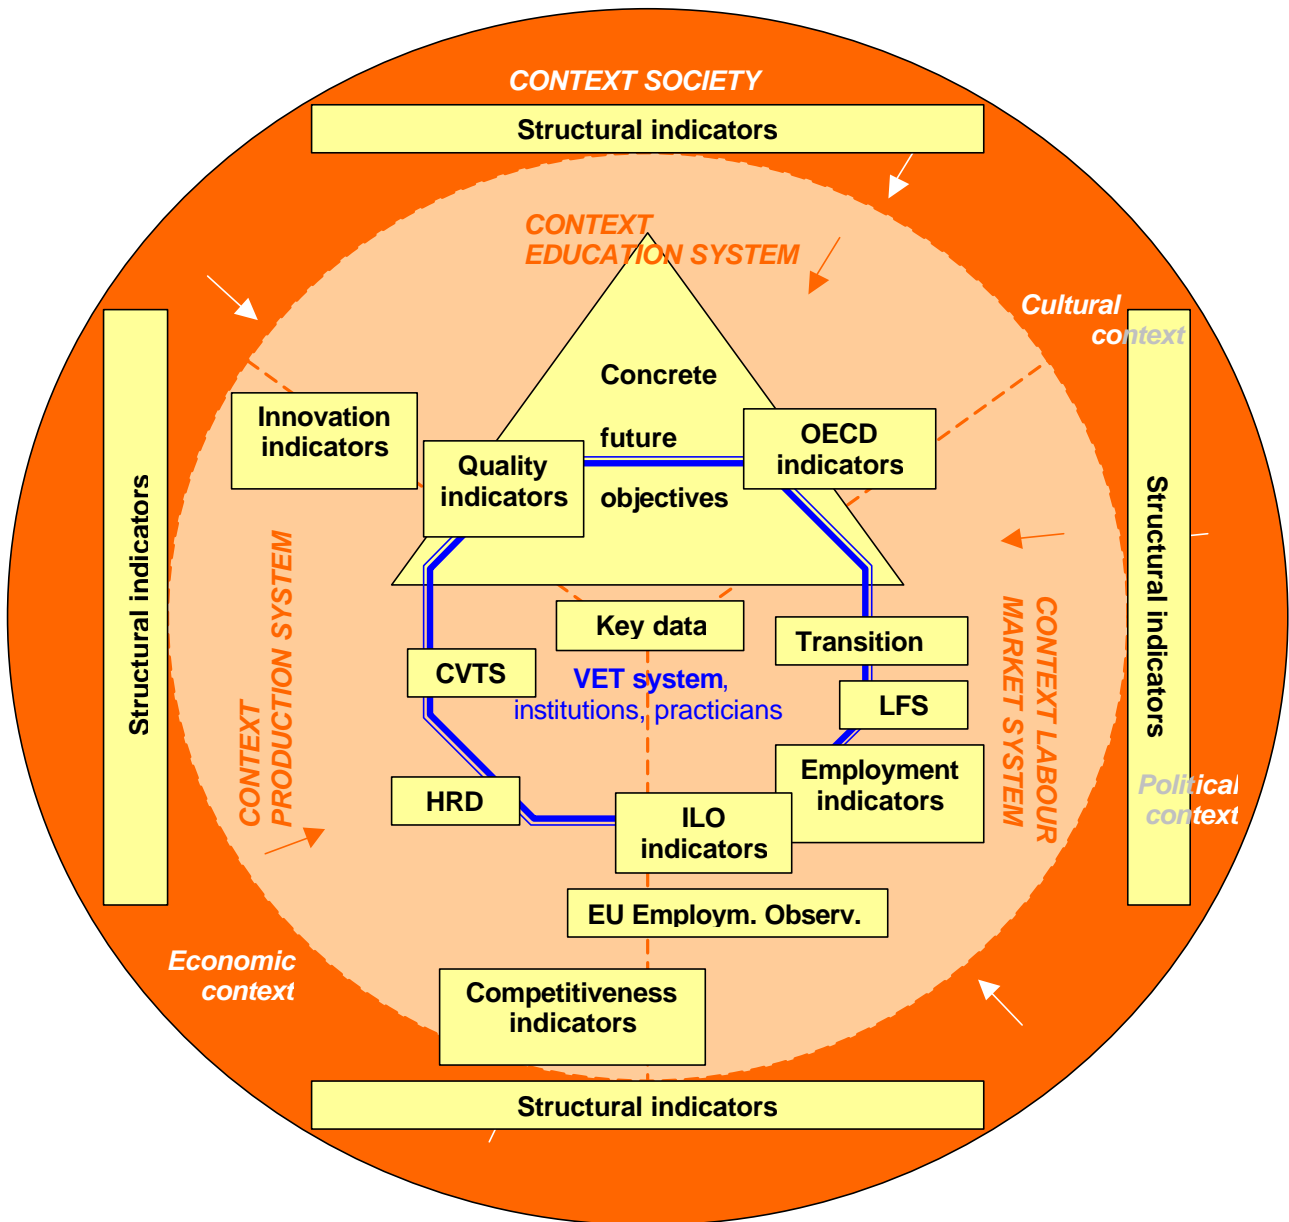 CONTEXT SOCIETY
Structural indicators
CONTEXT
EDUCATION SYSTEM
Cultural
context
Concrete
future
objectives
Innovation
indicators
Quality
indicators
OECD
indicators
Structural indicators
Structural indicators
CONTEXT
PRODUCTION SYSTEM
CONTEXT LABOUR
MARKET SYSTEM
Key data
Transition
CVTS
VET system,
institutions, practicians
LFS
Employment
indicators
HRD
ILO
indicators
Political
context
EU Employm. Observ.
Economic
context
Competitiveness
indicators
Structural indicators